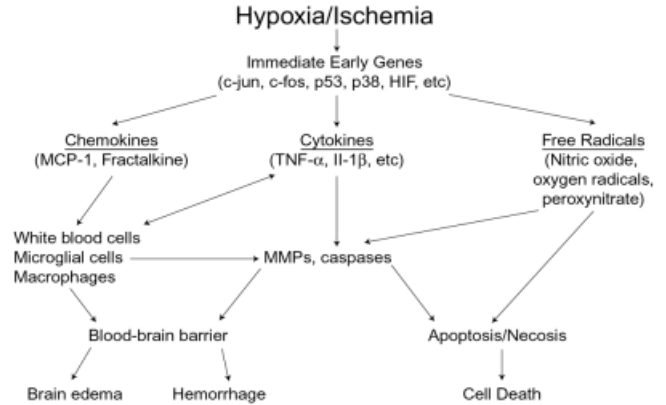 Hypoxia/Ischemia
Immediate Early Genes
(c-jun, c-fos, p53, p38, HIF, etc)
Chemokines
(MCP-1, Fractalkine)
Cytokines
(TNF-α, Il-1β, etc)
Free Radicals
(Nitric oxide,
oxygen radicals,
peroxynitrate)
White blood cells
Microglial cells
Macrophages
MMPs, caspases
Blood-brain barrier
Apoptosis/Necosis
Brain edema
Hemorrhage
Cell Death